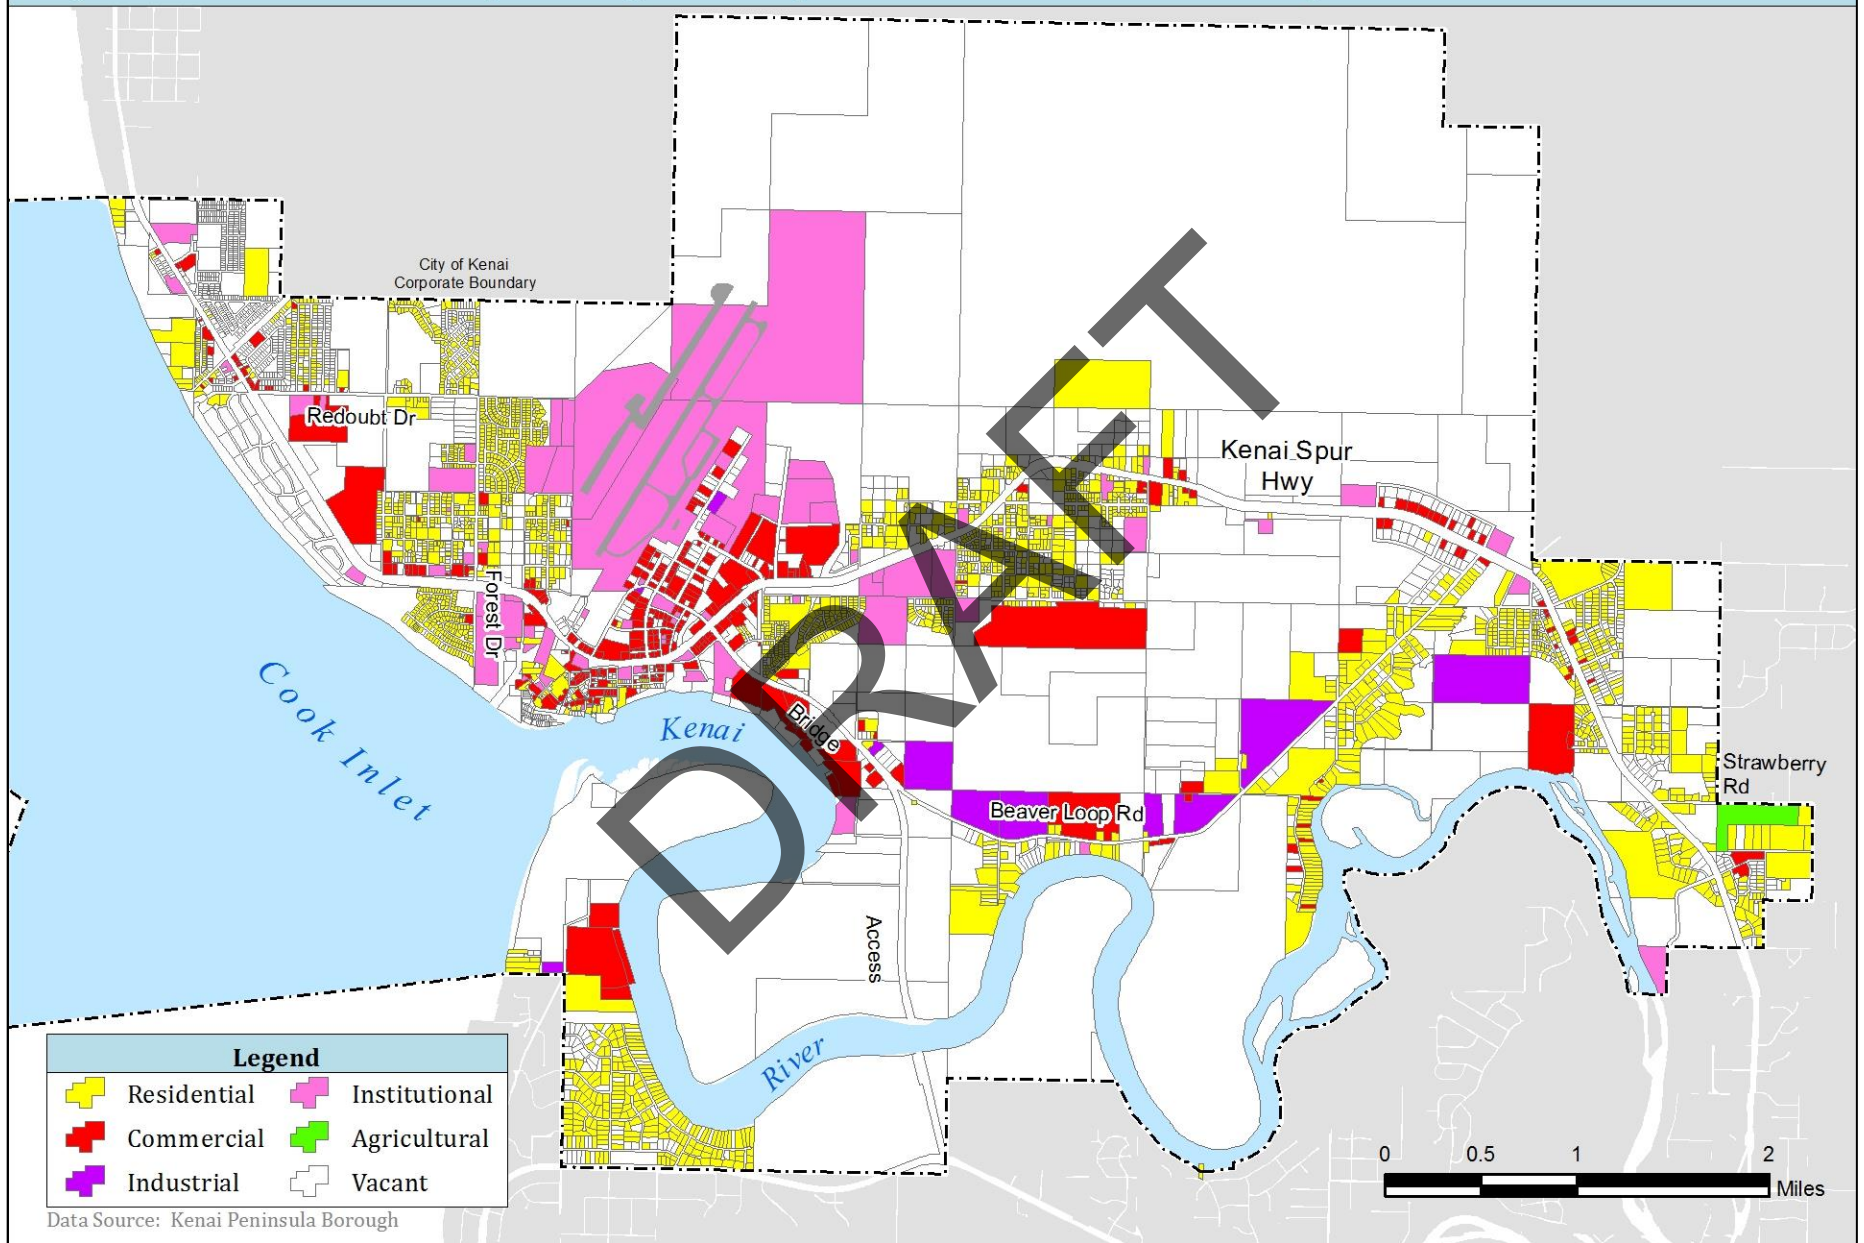 City of Kenai
Corporate Boundary
Redoubt Dr
Kenai Spur
Hwy
Forest Dr
Cook Inlet
Kenai
Bridge
Strawberry
Rd
Beaver Loop Rd
Access
River
DRAFT
Legend
Residential
Institutional
Commercial
Agricultural
Industrial
Vacant
Data Source: Kenai Peninsula Borough
0 0.5 1 2
Miles